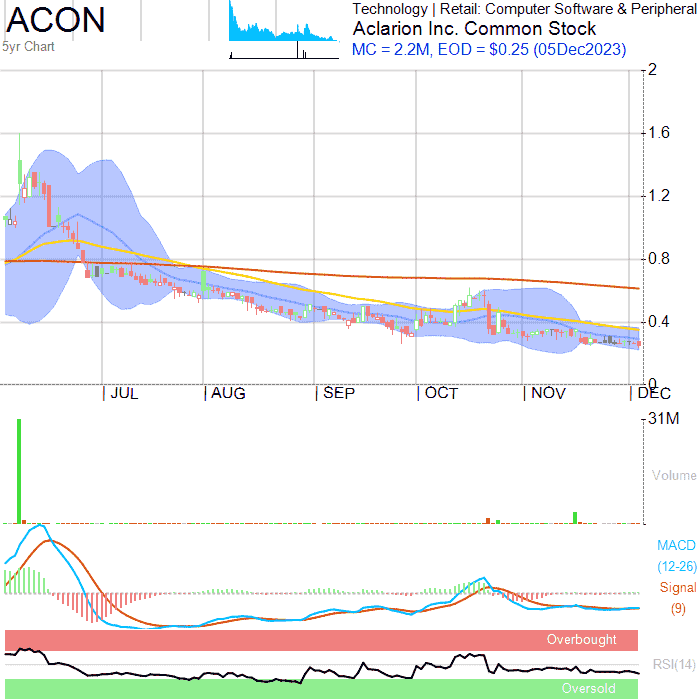 ACON
5yr Chart
Technology | Retail: Computer Software & Peripheral
Aclarion Inc. Common Stock
MC = 2.2M, EOD = $0.25 (05Dec2023)
2
1.6
1.2
0.8
0.4
0
JUL
AUG
SEP
OCT
NOV
DEC
31M
Volume
MACD
(12-26)
Signal
(9)
Overbought
RSI(14)
Oversold